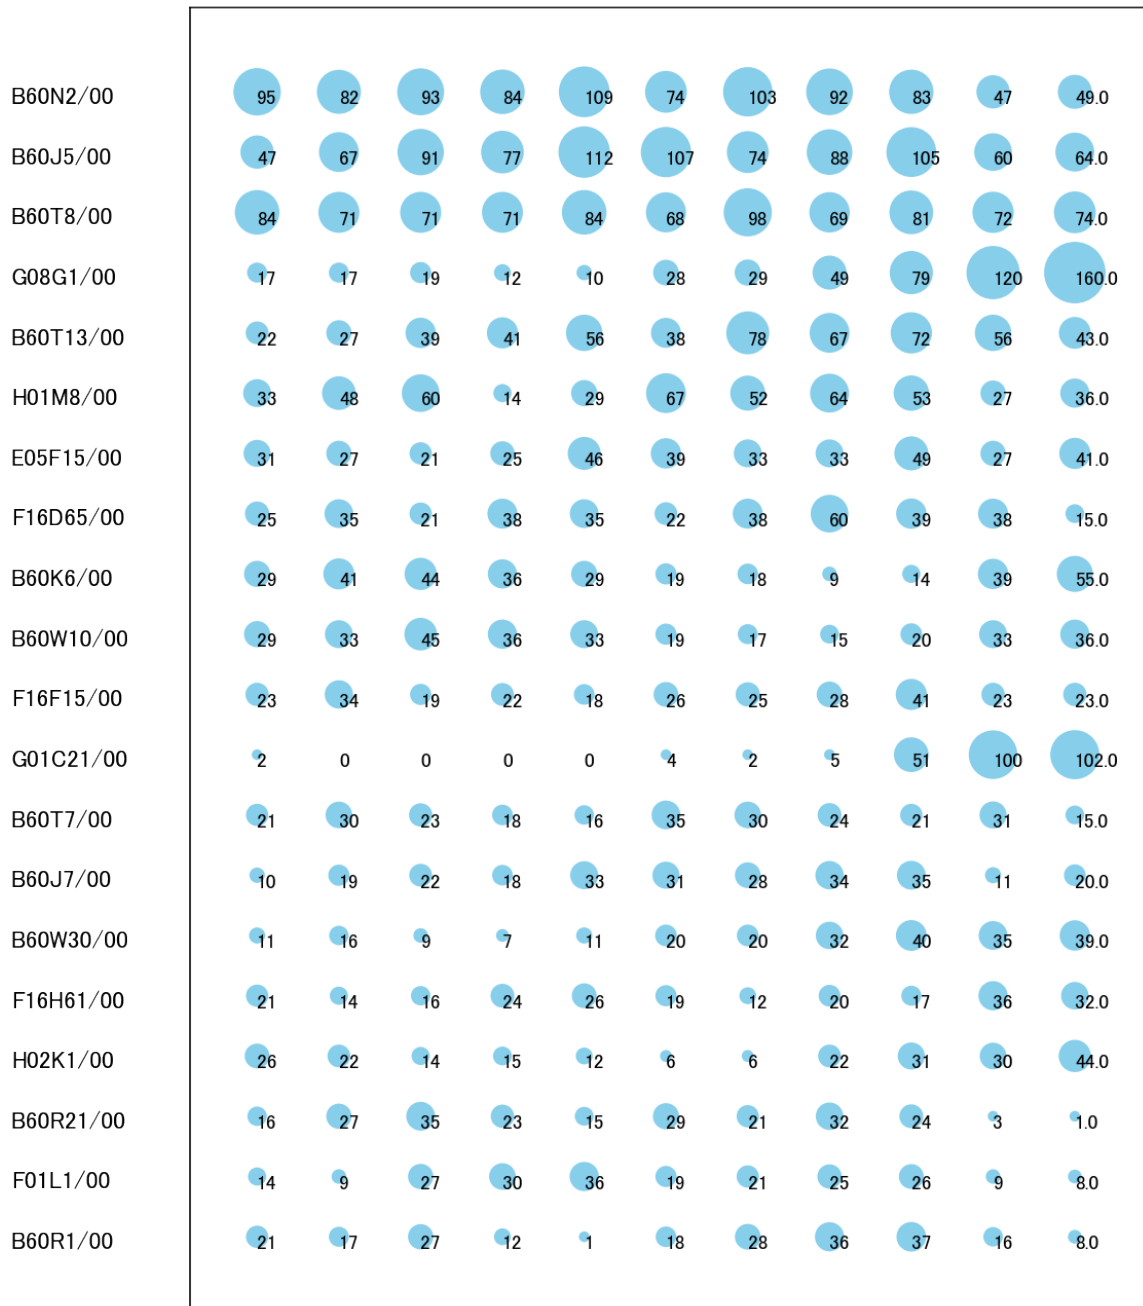 B60N2/00 95 82 93 84 109 74 103 92 83 47 49.0
B60J5/00 47 67 91 77 112 107 74 88 105 60 64.0
B60T8/00 84 71 71 71 84 68 98 69 81 72 74.0
G08G1/00 17 17 19 12 10 28 29 49 79 120 160.0
B60T13/00 22 27 39 41 56 38 78 67 72 56 43.0
H01M8/00 33 48 60 14 29 67 52 64 53 27 36.0
E05F15/00 31 27 21 25 46 39 33 33 49 27 41.0
F16D65/00 25 35 21 38 35 22 38 60 39 38 15.0
B60K6/00 29 41 44 36 29 19 18 9 14 39 55.0
B60W10/00 29 33 45 36 33 19 17 15 20 33 36.0
F16F15/00 23 34 19 22 18 26 25 28 41 23 23.0
G01C21/00 2 0 0 0 0 4 2 5 51 100 102.0
B60T7/00 21 30 23 18 16 35 30 24 21 31 15.0
B60J7/00 10 19 22 18 33 31 28 34 35 11 20.0
B60W30/00 11 16 9 7 11 20 20 32 40 35 39.0
F16H61/00 21 14 16 24 26 19 12 20 17 36 32.0
H02K1/00 26 22 14 15 12 6 6 22 31 30 44.0
B60R21/00 16 27 35 23 15 29 21 32 24 3 1.0
F01L1/00 14 9 27 30 36 19 21 25 26 9 8.0
B60R1/00 21 17 27 12 1 18 28 36 37 16 8.0